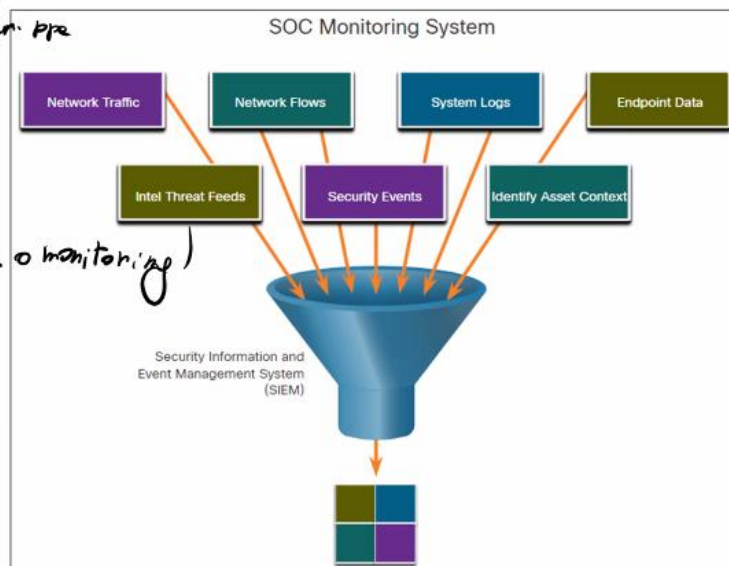 SOC Monitoring System
Network Traffic
Network Flows
System Logs
Endpoint Data
Intel Threat Feeds
Security Events
Identify Asset Context
o monitoring)
Security Information and
Event Management System
(SIEM)